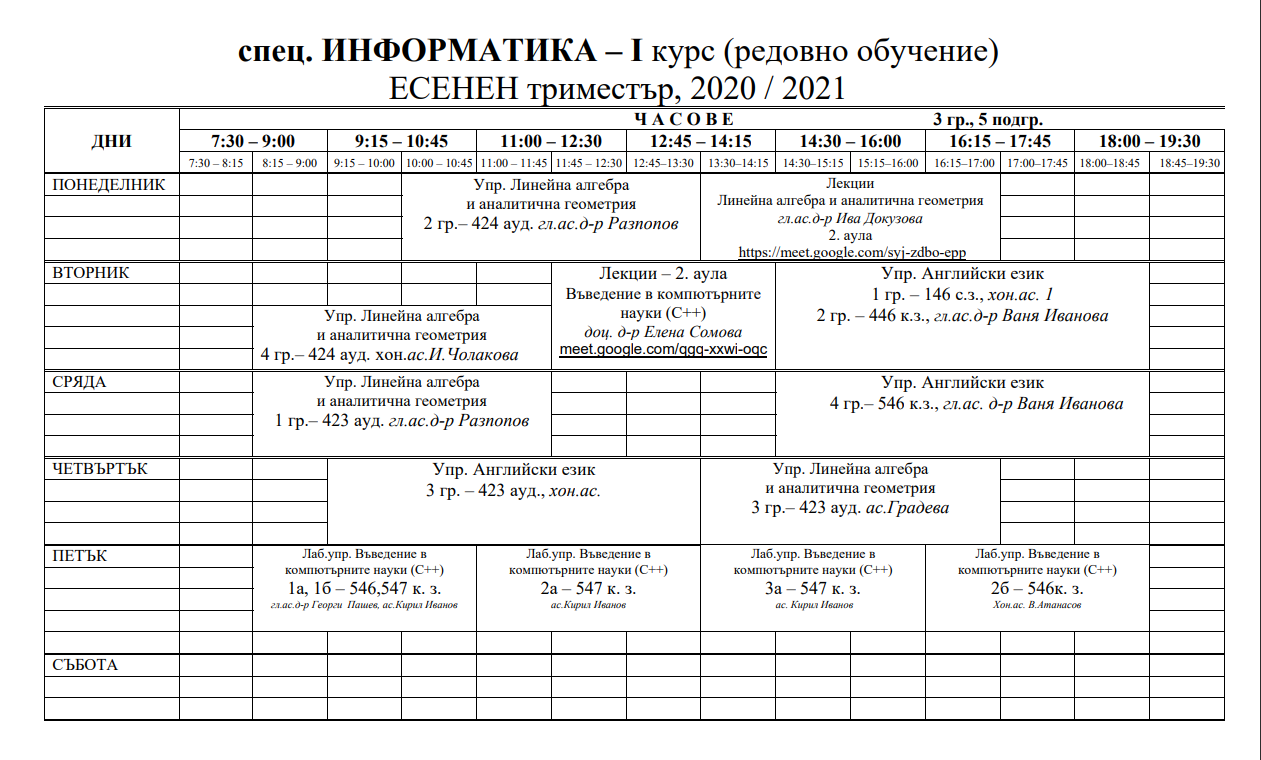 спец. ИНФОРМАТИКА – I курс (редовно обучение)
ЕСЕНЕН триместър, 2020 / 2021
ДНИ
Ч А С О В Е 3 гр., 5 подгр.
7:30 – 9:00 9:15 – 10:45 11:00 – 12:30 12:45 – 14:15 14:30 – 16:00 16:15 – 17:45 18:00 – 19:30
7:30 – 8:15 8:15 – 9:00 9:15 – 10:00 10:00 – 10:45 11:00 – 11:45 11:45 – 12:30 12:45–13:30 13:30–14:15 14:30–15:15 15:15–16:00 16:15–17:00 17:00–17:45 18:00–18:45 18:45–19:30
ПОНЕДЕЛНИК
Упр. Линейна алгебра
и аналитична геометрия
2 гр.– 424 ауд. гл.ас.д-р Разпопов
Лекции
Линейна алгебра и аналитична геометрия
гл.ас.д-р Ива Докузова
2. аула
https://meet.google.com/syj-zdbo-epp
ВТОРНИК
Упр. Линейна алгебра
и аналитична геометрия
4 гр.– 424 ауд. хон.ас.И.Чолакова
Лекции – 2. аула
Въведение в компютърните
науки (C++)
доц. д-р Елена Сомова
meet.google.com/qgq-xxwi-oqc
Упр. Английски език
1 гр. – 146 с.з., хон.ас. 1
2 гр. – 446 к.з., гл.ас.д-р Ваня Иванова
СРЯДА
Упр. Линейна алгебра
и аналитична геометрия
1 гр.– 423 ауд. гл.ас.д-р Разпопов
Упр. Английски език
4 гр.– 546 к.з., гл.ас. д-р Ваня Иванова
ЧЕТВЪРТЪК
Упр. Английски език
3 гр. – 423 ауд., хон.ас.
Упр. Линейна алгебра
и аналитична геометрия
3 гр.– 423 ауд. ас.Градева
ПЕТЪК
Лаб.упр. Въведение в
компютърните науки (C++)
1а, 1б – 546,547 к. з.
гл.ас.д-р Георги Пашев, ас.Кирил Иванов
Лаб.упр. Въведение в
компютърните науки (C++)
2а – 547 к. з.
ас.Кирил Иванов
Лаб.упр. Въведение в
компютърните науки (C++)
3а – 547 к. з.
ас. Кирил Иванов
Лаб.упр. Въведение в
компютърните науки (C++)
2б – 546к. з.
Хон.ас. В.Атанасов
СЪБОТА